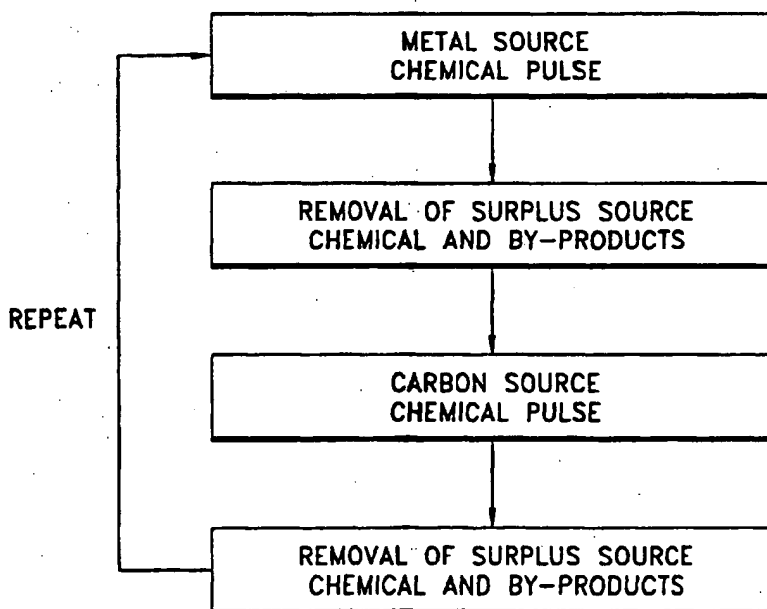 METAL SOURCE
CHEMICAL PULSE
REMOVAL OF SURPLUS SOURCE
CHEMICAL AND BY-PRODUCTS
REPEAT
CARBON SOURCE
CHEMICAL PULSE
REMOVAL OF SURPLUS SOURCE
CHEMICAL AND BY-PRODUCTS